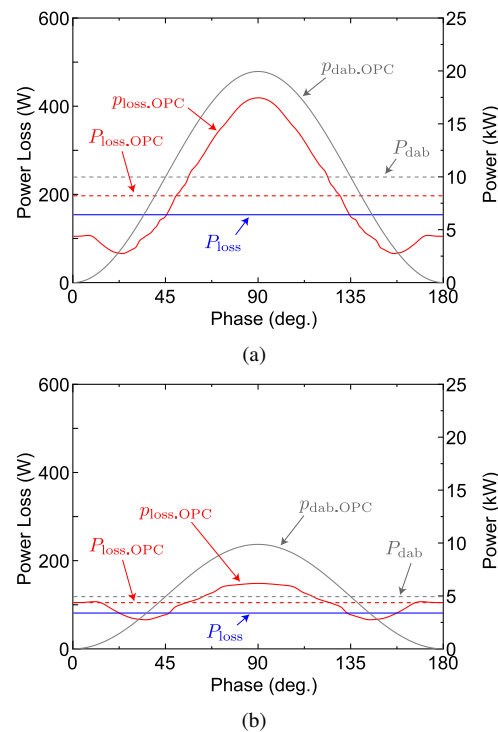 600
400
200
0
Power Loss (W)
25
20
15
10
5
0
Power (kW)
p_dab.OPC
p_loss.OPC
P_loss.OPC
P_dab
P_loss
0
45
90
135
180
Phase (deg.)
(a)
600
400
200
0
Power Loss (W)
25
20
15
10
5
0
Power (kW)
p_loss.OPC
p_dab.OPC
P_loss.OPC
P_dab
P_loss
0
45
90
135
180
Phase (deg.)
(b)